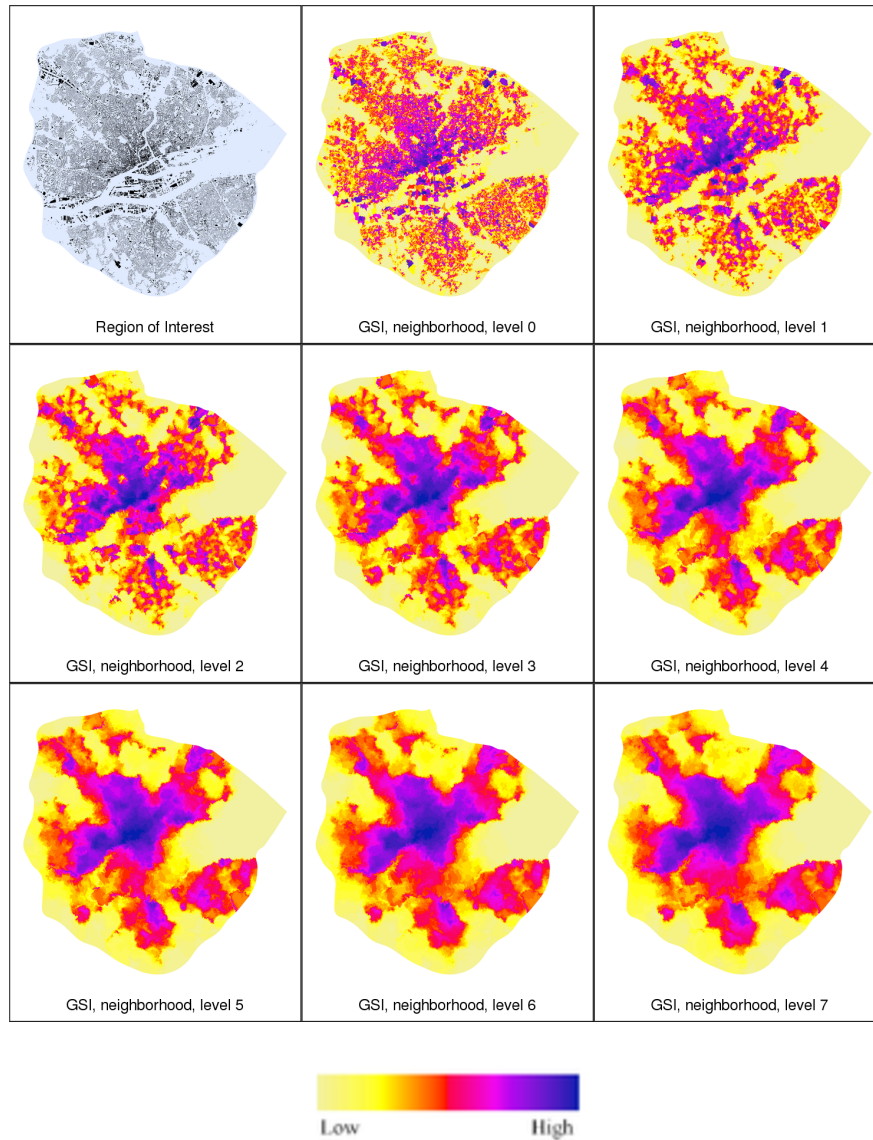 Region of Interest
GSI, neighborhood, level 0
GSI, neighborhood, level 1
GSI, neighborhood, level 2
GSI, neighborhood, level 3
GSI, neighborhood, level 4
GSI, neighborhood, level 5
GSI, neighborhood, level 6
GSI, neighborhood, level 7
Low High